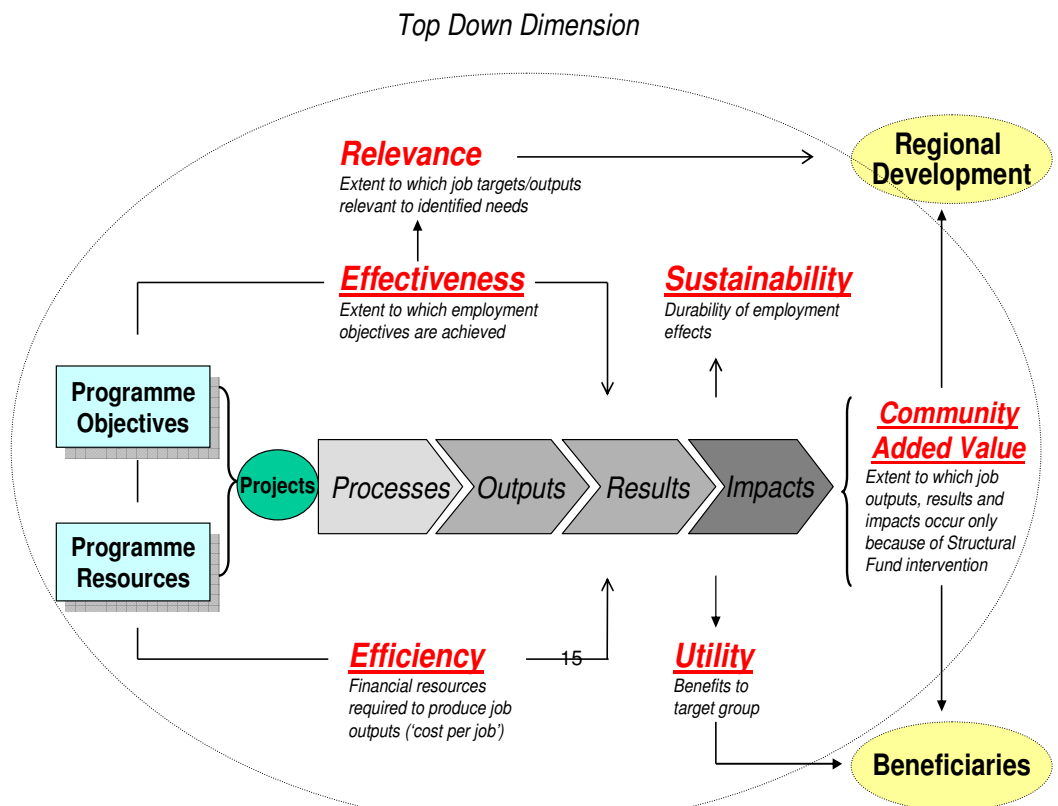 Top Down Dimension
Relevance
Extent to which job targets/outputs
relevant to identified needs
Regional
Development
Effectiveness
Extent to which employment
objectives are achieved
Sustainability
Durability of employment
effects
Programme
Objectives
Programme
Resources
Projects
Processes
Outputs
Results
Impacts
Community
Added Value
Extent to which job
outputs, results and
impacts occur only
because of Structural
Fund intervention
Efficiency
Financial resources
required to produce job
outputs (‘cost per job’)
15
Utility
Benefits to
target group
Beneficiaries